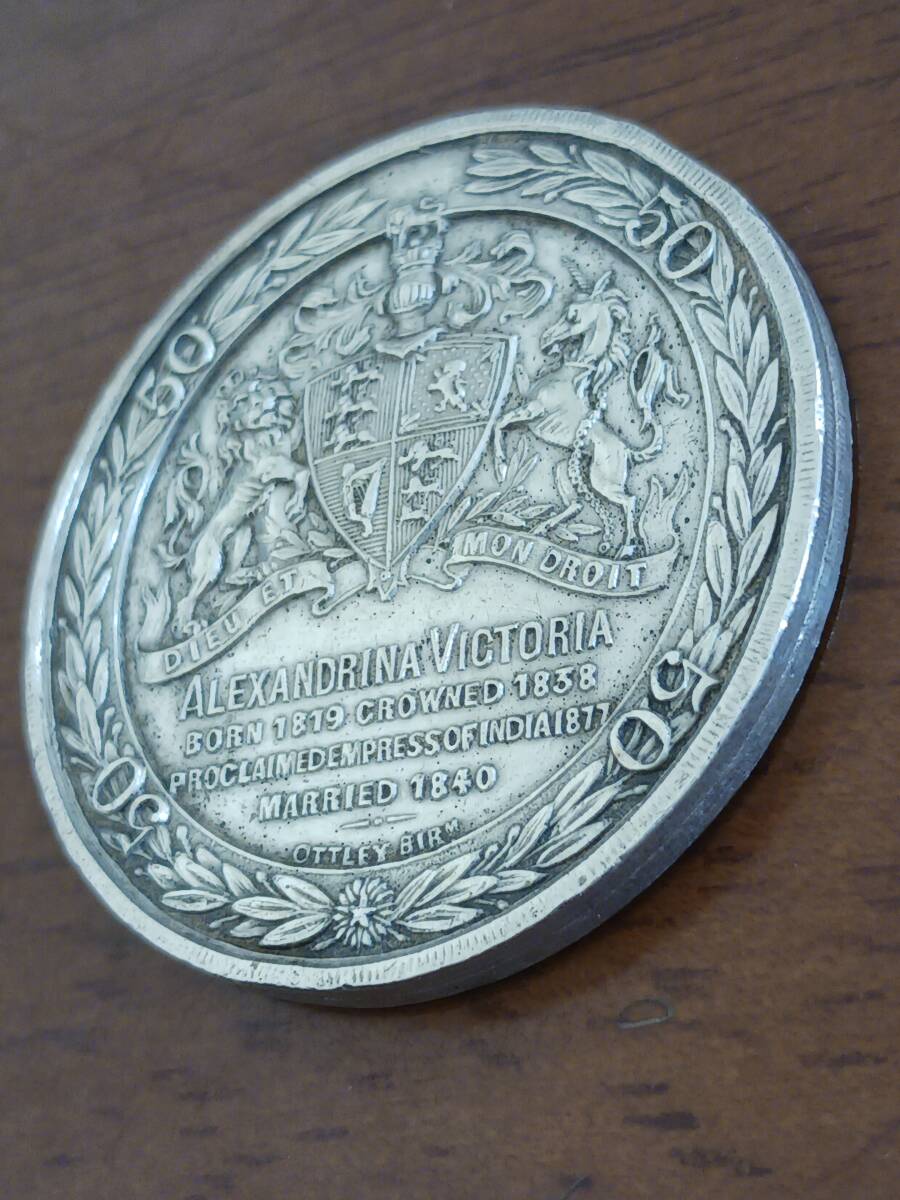 50
50
DIEU ET
MON DROIT
ALEXANDRINA VICTORIA
BORN 1819 CROWNED 1838
PROCLAIMED EMPRESS OF INDIA 1877
MARRIED 1840
OTTLEY BIRM
50
50